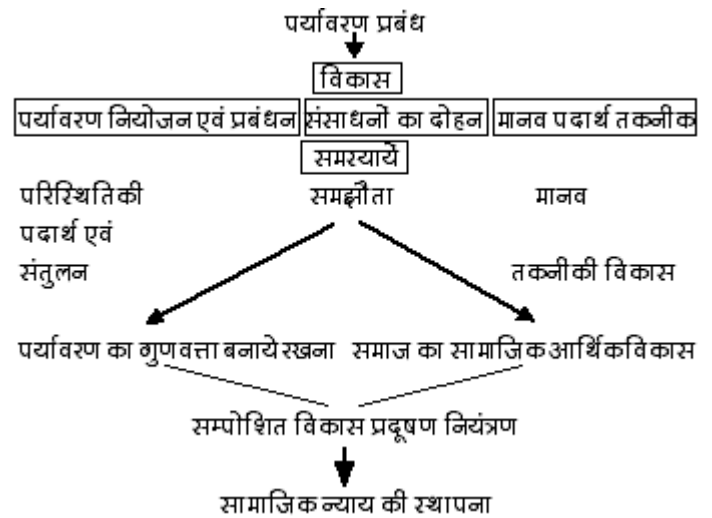 पर्यावरण प्रबंध
विकास
पर्यावरण नियोजन एवं प्रबंधन संसाधनों का दोहन मानव पदार्थ तकनीक
समस्यायें
परिस्थितिकी समझौता मानव
पदार्थ एवं
संतुलन तकनीकी विकास
पर्यावरण का गुणवत्ता बनाये रखना समाज का सामाजिक आर्थिकविकास
सम्पोशित विकास प्रदूषण नियंत्रण
सामाजिक न्याय की स्थापना